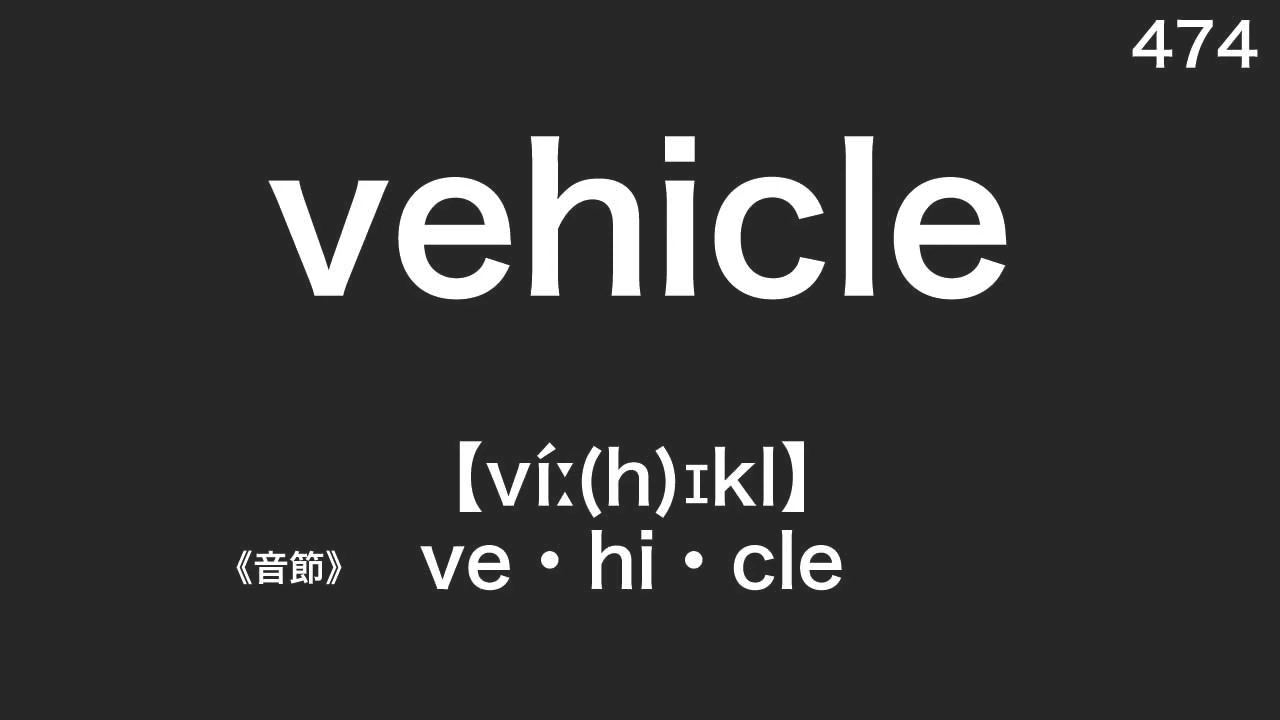 474
vehicle
【víː(h)ɪkl】
《音節》 ve・hi・cle